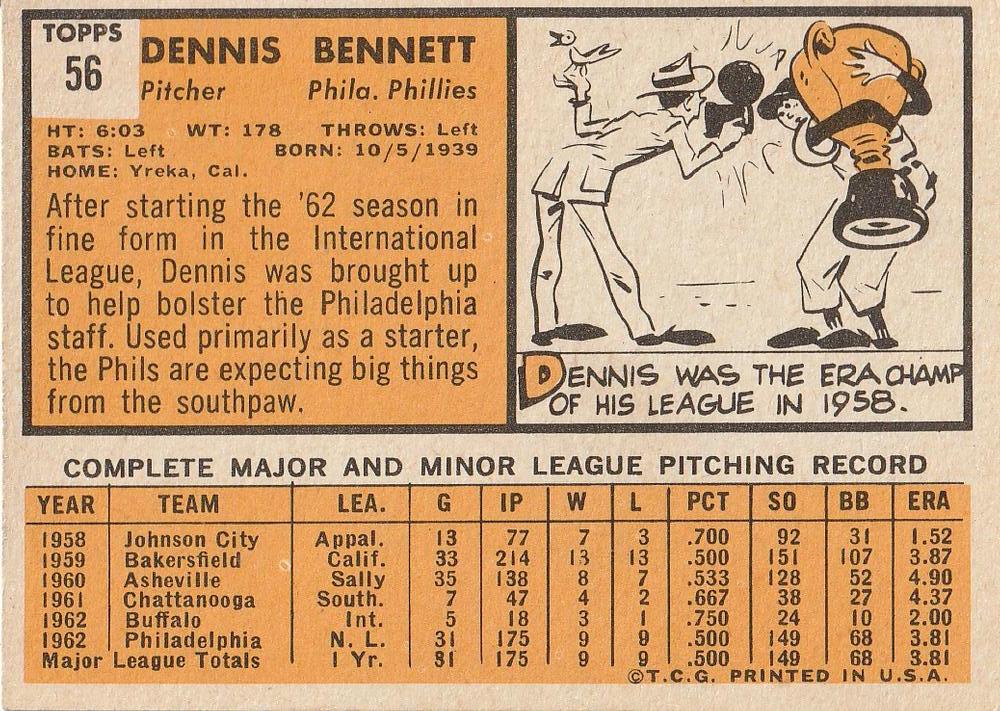 TOPPS
56
DENNIS BENNETT
Pitcher Phila. Phillies
HT: 6:03 WT: 178 THROWS: Left
BATS: Left BORN: 10/5/1939
HOME: Yreka, Cal.
After starting the '62 season in
fine form in the International
League, Dennis was brought up
to help bolster the Philadelphia
staff. Used primarily as a starter,
the Phils are expecting big things
from the southpaw.
DENNIS WAS THE ERA CHAMP
OF HIS LEAGUE IN 1958.
COMPLETE MAJOR AND MINOR LEAGUE PITCHING RECORD
YEAR TEAM LEA. G IP W L PCT SO BB ERA
1958 Johnson City Appal. 13 77 7 3 .700 92 31 1.52
1959 Bakersfield Calif. 33 214 13 13 .500 151 107 3.87
1960 Asheville Sally 35 138 8 7 .533 128 52 4.90
1961 Chattanooga South. 7 47 4 2 .667 38 27 4.37
1962 Buffalo Int. 5 18 3 1 .750 24 10 2.00
1962 Philadelphia N. L. 31 175 9 9 .500 149 68 3.81
Major League Totals 1 Yr. 31 175 9 9 .500 149 68 3.81
©T.C.G. PRINTED IN U.S.A.